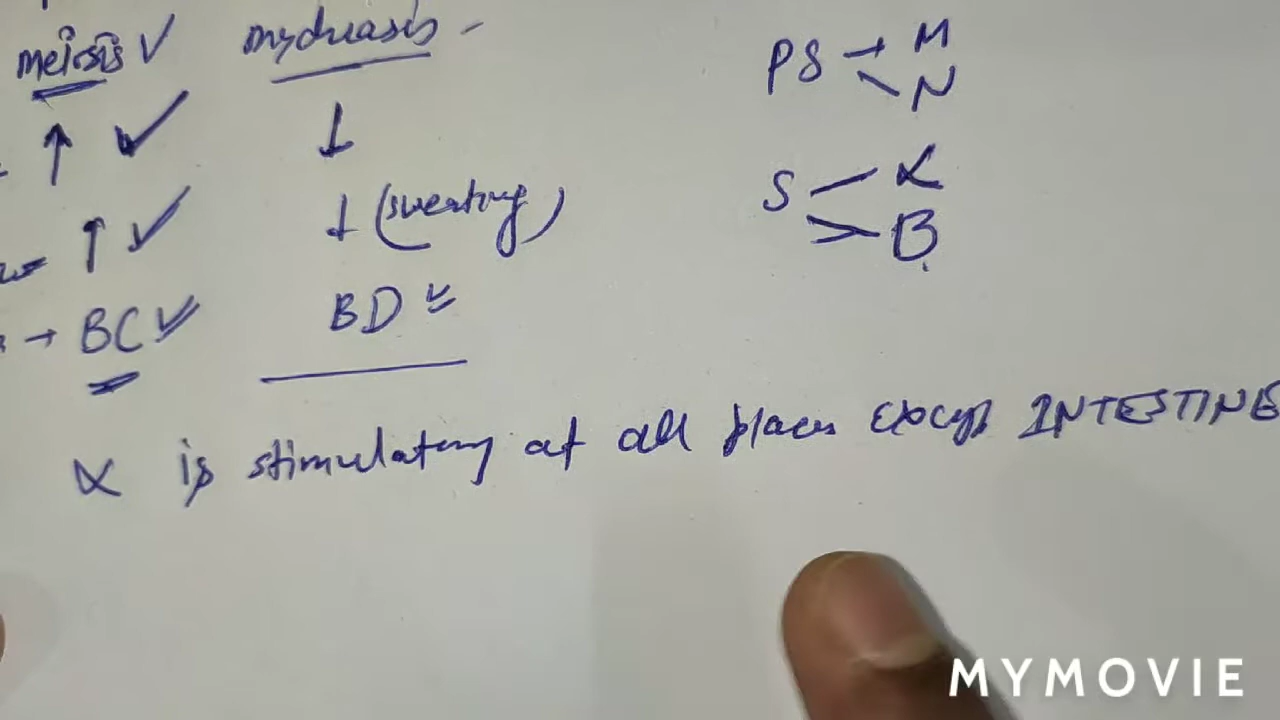 meiosis ✓ mydriasis -
↑ ✓ ↓
↑ ✓ ↓ (sweating)
→ BC ✓ BD ✓
PS → M
N
S α
B
α is stimulatory at all places except INTESTINE
MYMOVIE